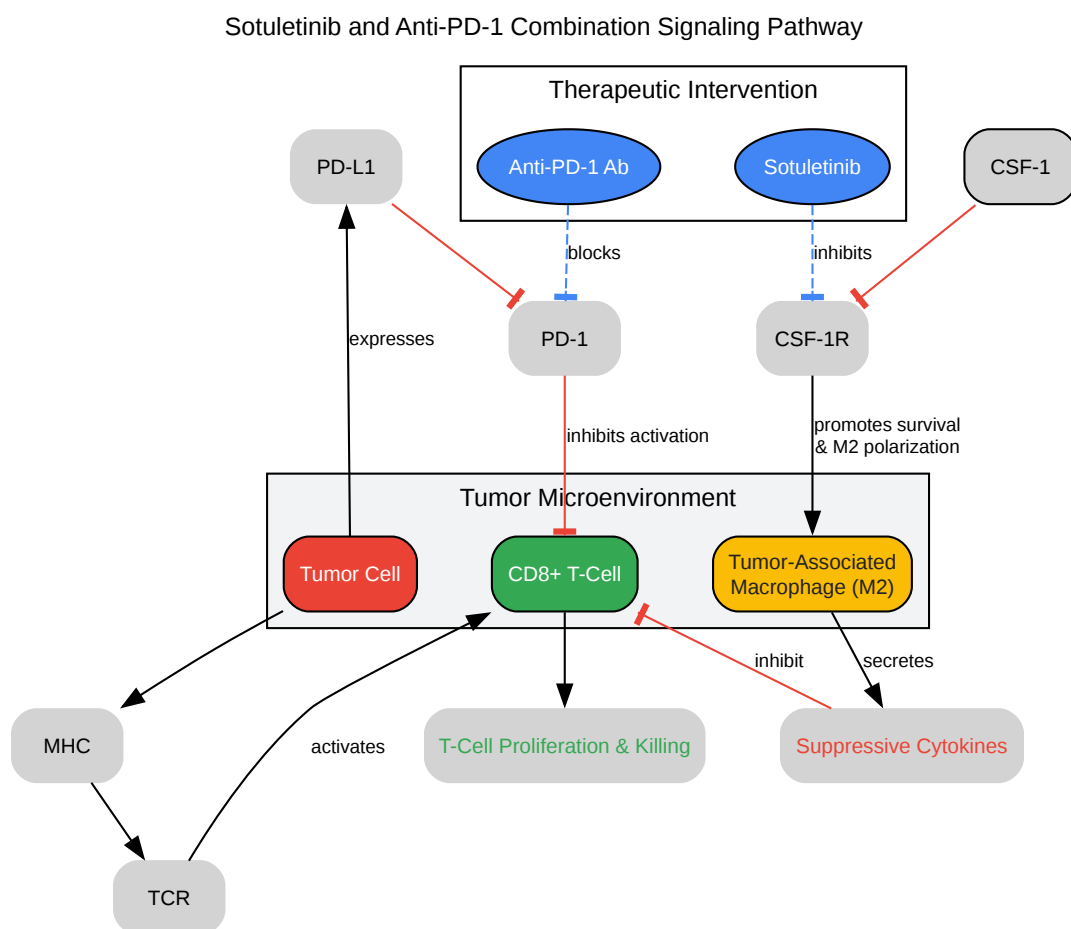 Sotuletinib and Anti-PD-1 Combination Signaling Pathway
Therapeutic Intervention
PD-L1
Anti-PD-1 Ab
Sotuletinib
CSF-1
blocks
inhibits
expresses
PD-1
CSF-1R
inhibits activation
promotes survival
& M2 polarization
Tumor Microenvironment
Tumor Cell
CD8+ T-Cell
Tumor-Associated
Macrophage (M2)
inhibit
secretes
MHC
activates
T-Cell Proliferation & Killing
Suppressive Cytokines
TCR